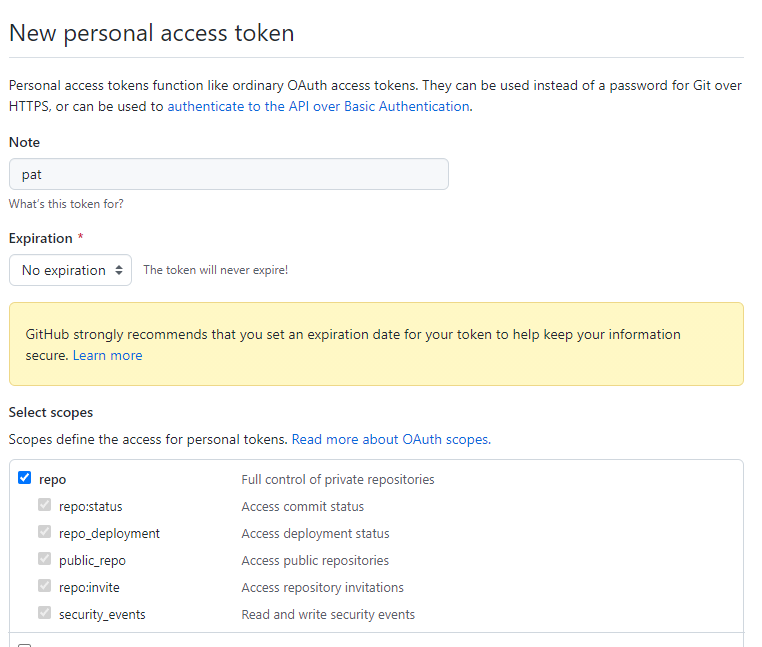 New personal access token
Personal access tokens function like ordinary OAuth access tokens. They can be used instead of a password for Git over
HTTPS, or can be used to authenticate to the API over Basic Authentication.
Note
pat
What's this token for?
Expiration *
No expiration The token will never expire!
GitHub strongly recommends that you set an expiration date for your token to help keep your information
secure. Learn more
Select scopes
Scopes define the access for personal tokens. Read more about OAuth scopes.
repo Full control of private repositories
repo:status Access commit status
repo_deployment Access deployment status
public_repo Access public repositories
repo:invite Access repository invitations
security_events Read and write security events